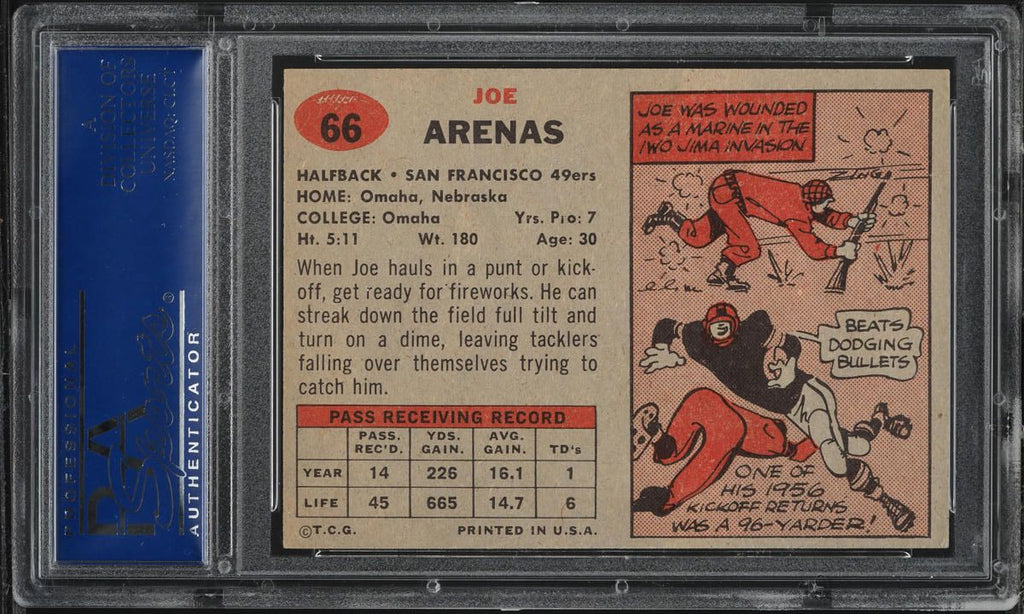 A
DIVISION OF
COLLECTORS
UNIVERSE
NASDAQ: CLCT
PROFESSIONAL
PSA
Sports
®
AUTHENTICATOR
66
JOE
ARENAS
HALFBACK • SAN FRANCISCO 49ers
HOME: Omaha, Nebraska
COLLEGE: Omaha Yrs. Pro: 7
Ht. 5:11 Wt. 180 Age: 30
When Joe hauls in a punt or kick-
off, get ready for fireworks. He can
streak down the field full tilt and
turn on a dime, leaving tacklers
falling over themselves trying to
catch him.
PASS RECEIVING RECORD
PASS. REC'D. YDS. GAIN. AVG. GAIN. TD's
YEAR 14 226 16.1 1
LIFE 45 665 14.7 6
©T.C.G. PRINTED IN U.S.A.
JOE WAS WOUNDED
AS A MARINE IN THE
IWO JIMA INVASION
ZING!
BEATS
DODGING
BULLETS
ONE OF
HIS 1956
KICKOFF RETURNS
WAS A 96-YARDER!